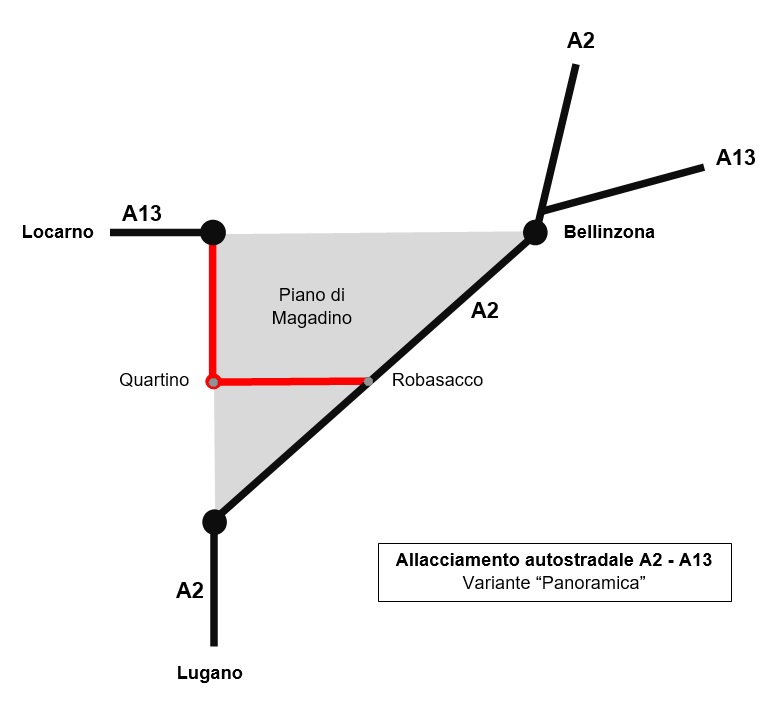 A2
A13
A13
Locarno
Bellinzona
Piano di
Magadino
A2
Quartino
Robasacco
Allacciamento autostradale A2 - A13
Variante “Panoramica”
A2
Lugano